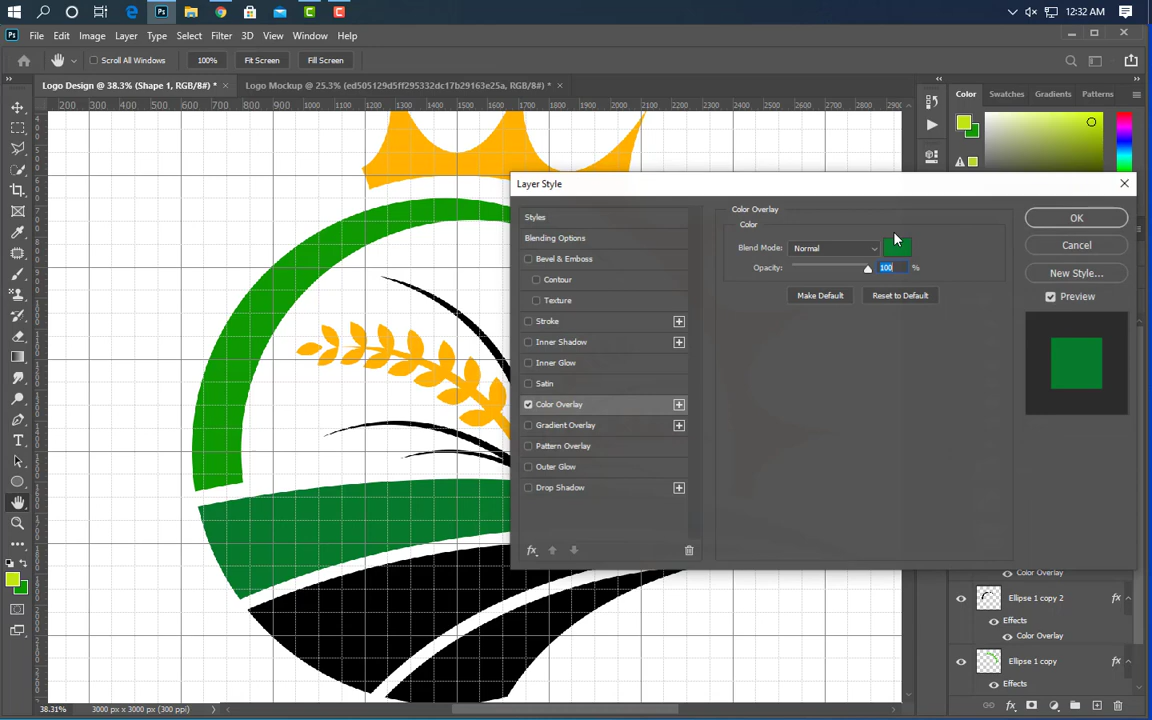 12:32 AM
File Edit Image Layer Type Select Filter 3D View Window Help
Scroll All Windows 100% Fit Screen Fill Screen
Logo Design @ 38.3% (Shape 1, RGB/8#) * × Logo Mockup @ 25.3% (ed505129d5ff295332dc17b29163e25a, RGB/8#) * ×
Color Swatches Gradients Patterns
200 300 400 500 600 700 800 900 1000 1100 1200 1300 1400 1500 1600 1700 1800 1900 2000 2100 2200 2300 2400 2500 2600 2700 2800 2900
Layer Style
Styles
Blending Options
Bevel & Emboss
Contour
Texture
Stroke
Inner Shadow
Inner Glow
Satin
Color Overlay
Gradient Overlay
Pattern Overlay
Outer Glow
Drop Shadow
fx
Color Overlay
Color
Blend Mode: Normal
Opacity: 100 %
Make Default Reset to Default
OK
Cancel
New Style...
Preview
Color Overlay
Ellipse 1 copy 2 fx
Effects
Color Overlay
Ellipse 1 copy fx
Effects
38.31% 3000 px x 3000 px (300 ppi)